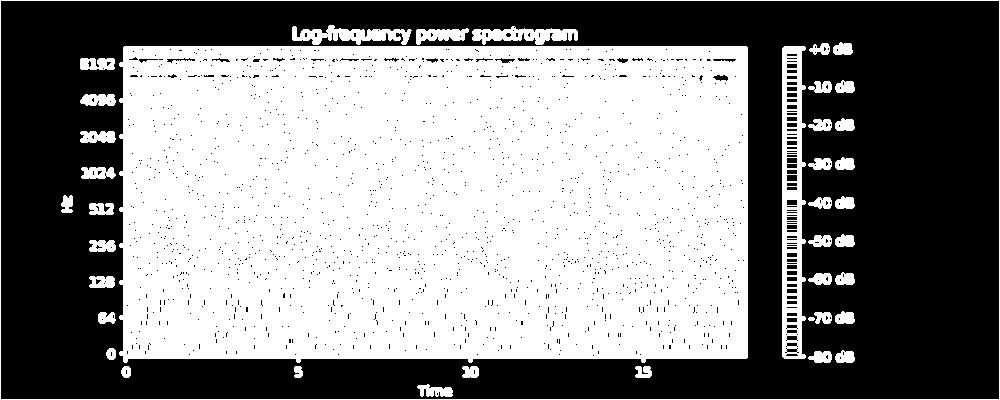 Log-frequency power spectrogram
Hz
8192
4096
2048
1024
512
256
128
64
0
0 5 10 15
Time
+0 dB
-10 dB
-20 dB
-30 dB
-40 dB
-50 dB
-60 dB
-70 dB
-80 dB